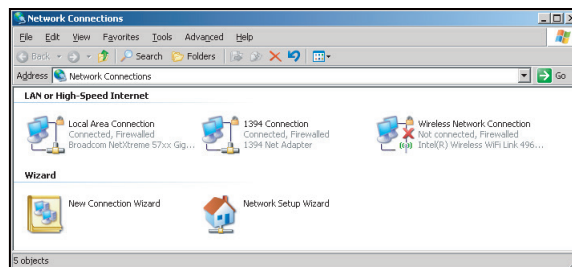 Network Connections
File Edit View Favorites Tools Advanced Help
Back Search Folders
Address Network Connections Go
LAN or High-Speed Internet
Local Area Connection
Connected, Firewalled
Broadcom NetXtreme 57xx Gig...
1394 Connection
Connected, Firewalled
1394 Net Adapter
Wireless Network Connection
Not connected, Firewalled
Intel(R) Wireless WiFi Link 496...
Wizard
New Connection Wizard
Network Setup Wizard
5 objects